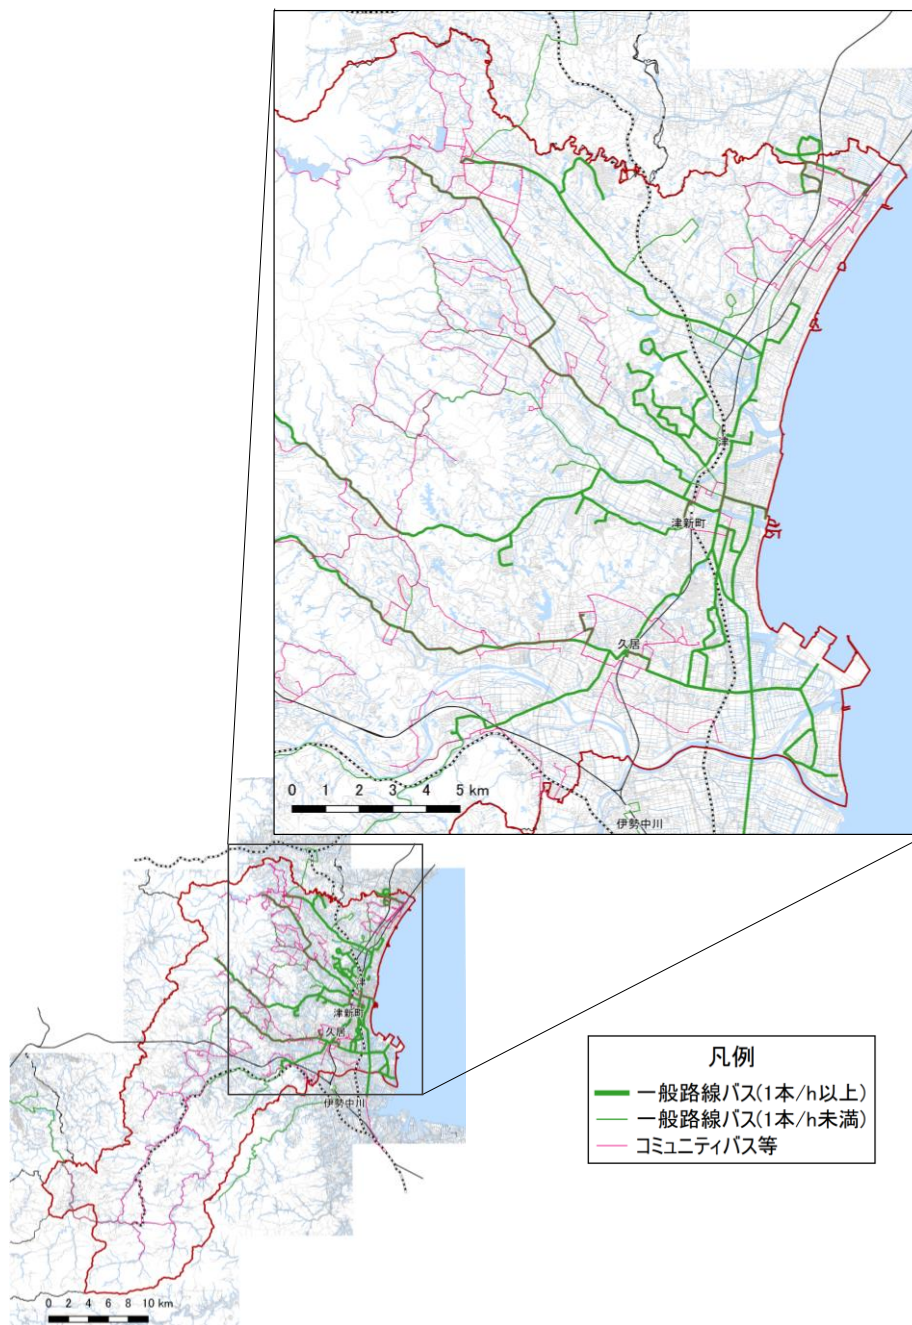 津
津新町
久居
0 1 2 3 4 5 km
伊勢中川
津
津新町
久居
伊勢中川
凡例
一般路線バス(1本/h以上)
一般路線バス(1本/h未満)
コミュニティバス等
0 2 4 6 8 10 km